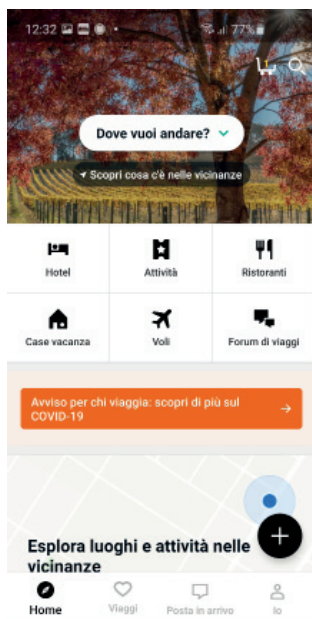 12:32 77%
1
Dove vuoi andare?
Scopri cosa c'è nelle vicinanze
Hotel Attività Ristoranti
Case vacanza Voli Forum di viaggi
Avviso per chi viaggia: scopri di più sul
COVID-19
Esplora luoghi e attività nelle
vicinanze
Home Viaggi Posta in arrivo Io